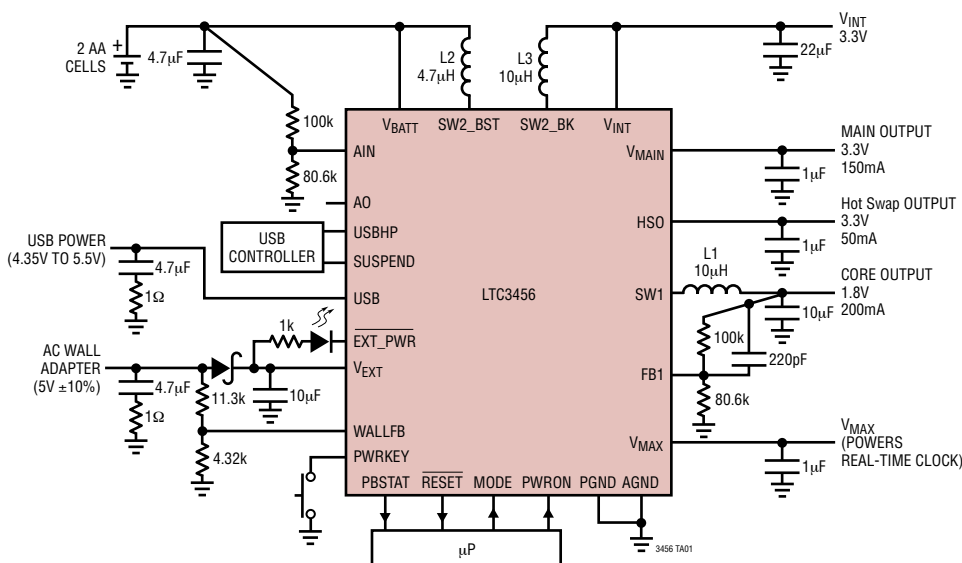 2 AA
CELLS
+
4.7μF
L2
4.7μH
L3
10μH
22μF
VINT
3.3V
100k
80.6k
VBATT
SW2_BST
SW2_BK
VINT
AIN
AO
USBHP
SUSPEND
USB
EXT_PWR
VEXT
WALLFB
PWRKEY
LTC3456
VMAIN
HSO
SW1
FB1
VMAX
PBSTAT
RESET
MODE
PWRON
PGND
AGND
MAIN OUTPUT
3.3V
150mA
1μF
Hot Swap OUTPUT
3.3V
50mA
1μF
L1
10μH
CORE OUTPUT
1.8V
200mA
10μF
100k
220pF
80.6k
VMAX
(POWERS
REAL-TIME CLOCK)
1μF
USB
CONTROLLER
USB POWER
(4.35V TO 5.5V)
4.7μF
1Ω
1k
AC WALL
ADAPTER
(5V ±10%)
4.7μF
1Ω
11.3k
10μF
4.32k
μP
3456 TA01